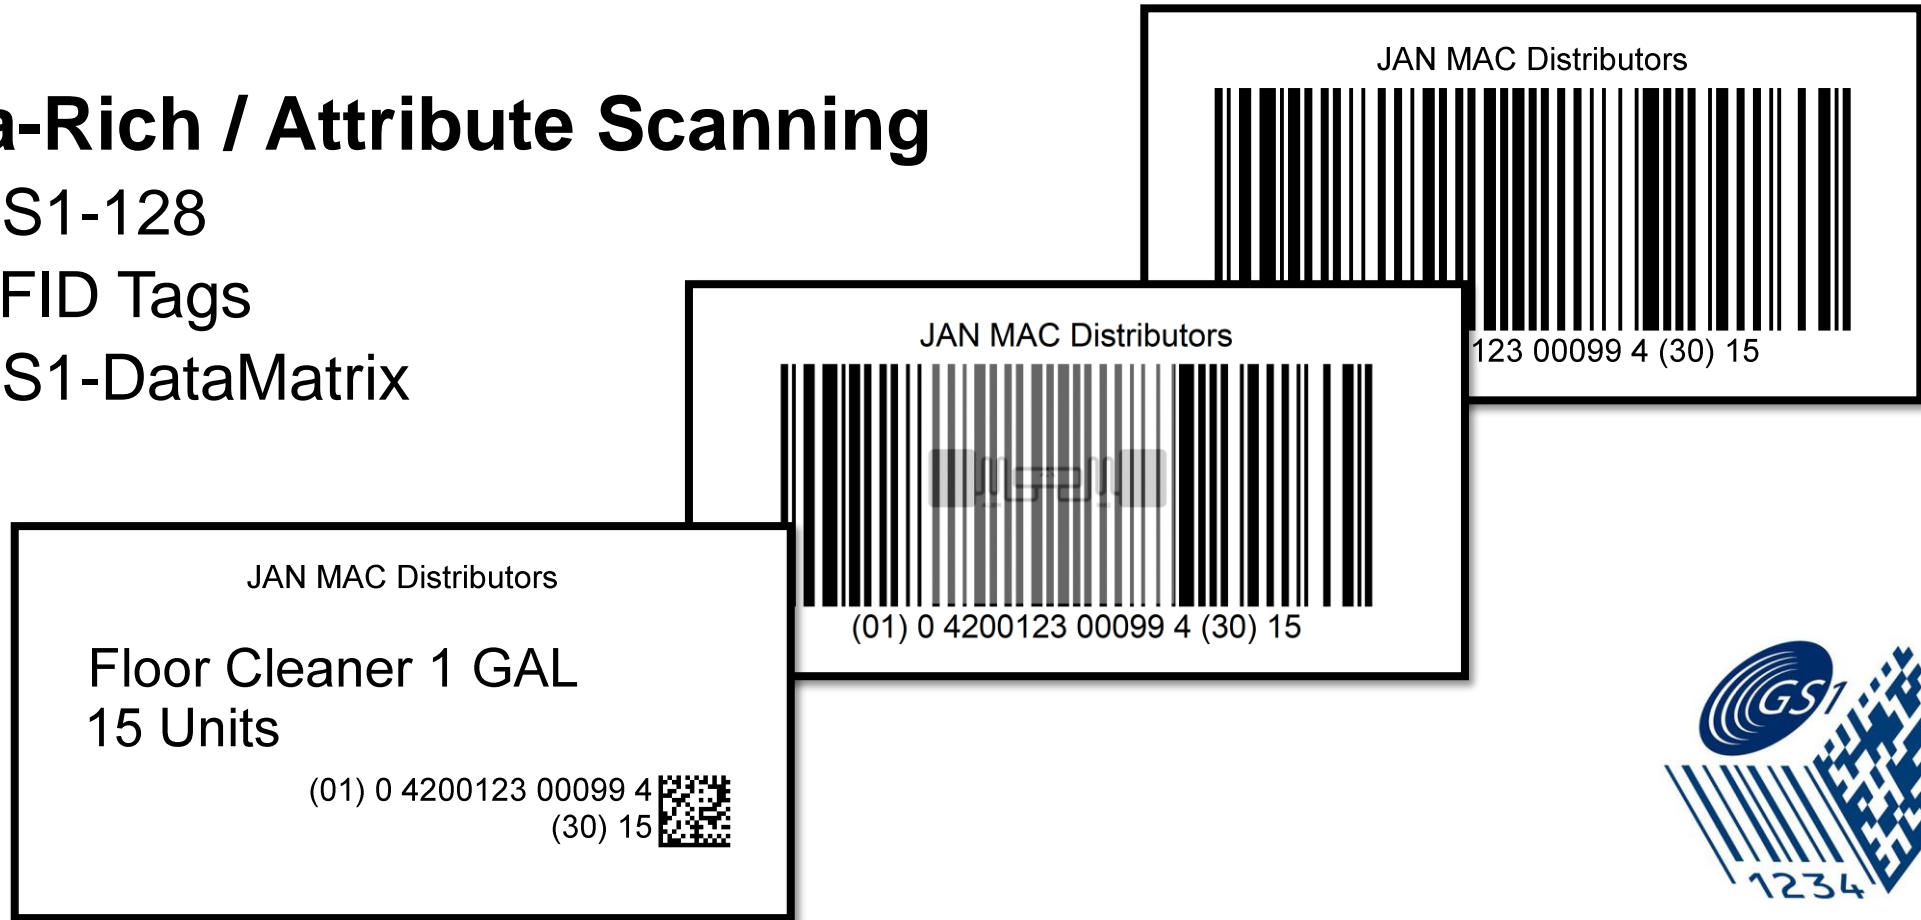 a-Rich / Attribute Scanning
S1-128
FID Tags
S1-DataMatrix
JAN MAC Distributors
123 00099 4 (30) 15
JAN MAC Distributors
(01) 0 4200123 00099 4 (30) 15
JAN MAC Distributors
Floor Cleaner 1 GAL
15 Units
(01) 0 4200123 00099 4
(30) 15
GS1
1234